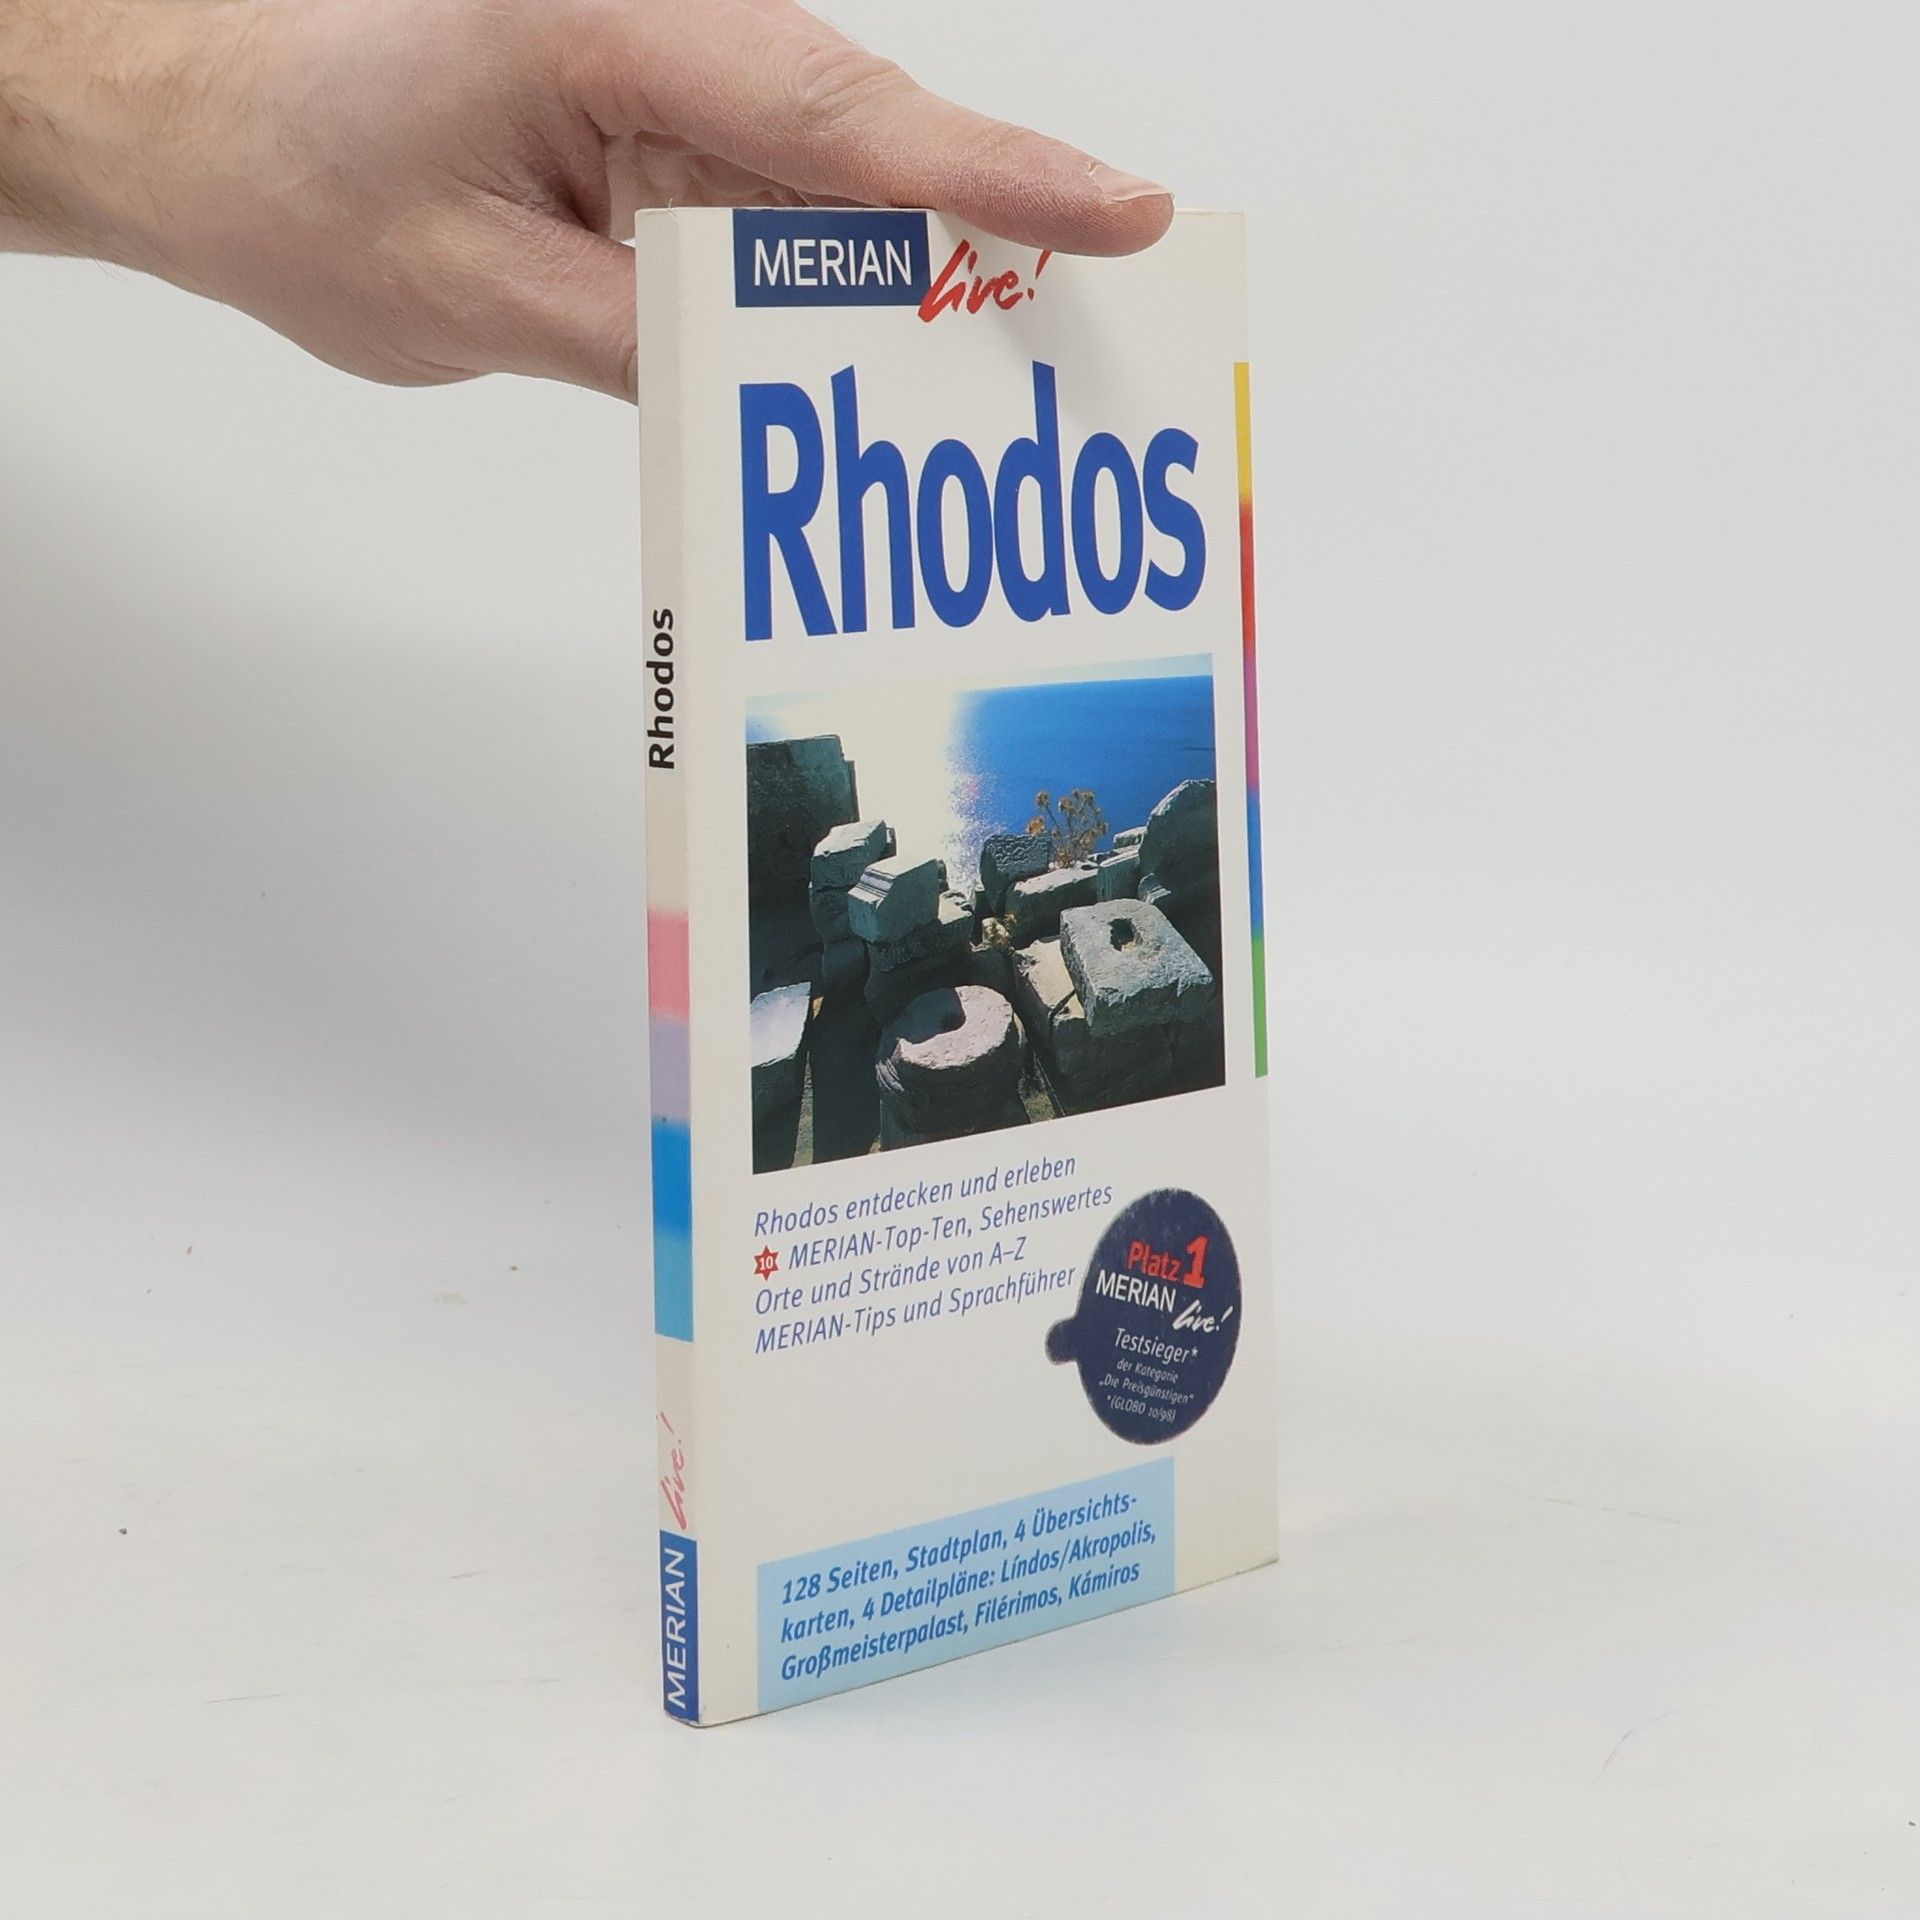 MERIAN live!
Rhodos
Rhodos entdecken und erleben
10 MERIAN-Top-Ten, Sehenswertes
Orte und Strände von A–Z
MERIAN-Tips und Sprachführer
Platz 1
MERIAN
live!
Testsieger*
der Kategorie
„Die Preisgünstigen“
*(GLOBO 10/98)
128 Seiten, Stadtplan, 4 Übersichts-
karten, 4 Detailpläne: Líndos/Akropolis,
Großmeisterpalast, Filérimos, Kámiros
Rhodos
MERIAN live!